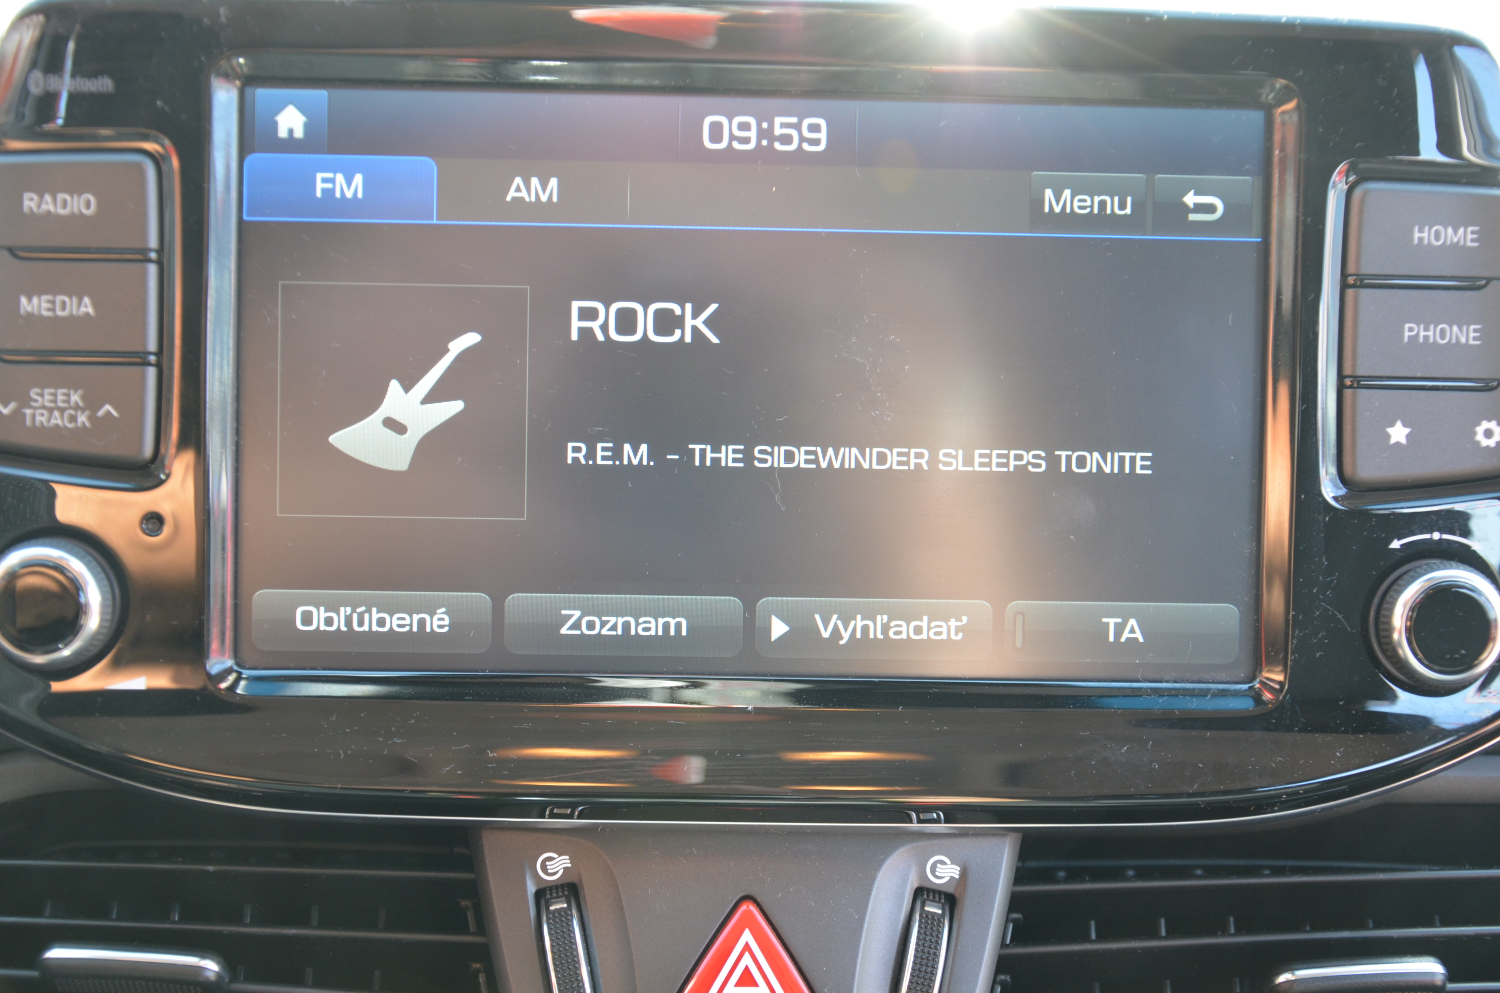 Bluetooth
09:59
FM AM Menu
RADIO
MEDIA
SEEK
TRACK
ROCK
R.E.M. - THE SIDEWINDER SLEEPS TONITE
Obľúbené Zoznam Vyhľadať TA
HOME
PHONE